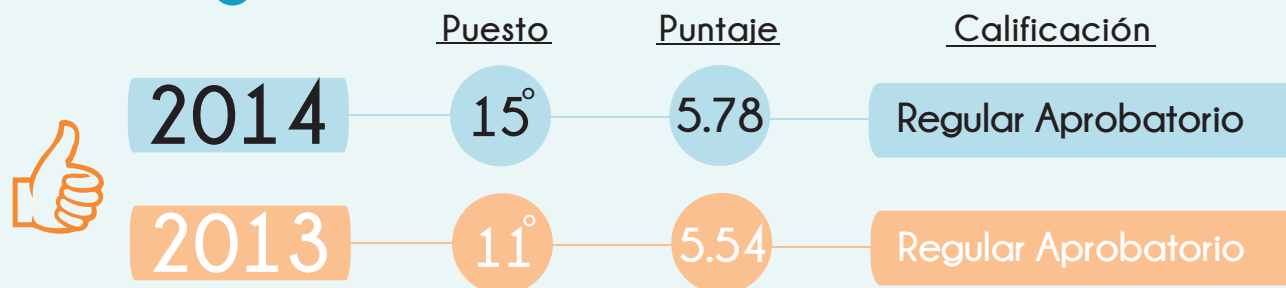 Puesto Puntaje Calificación
2014 15° 5.78 Regular Aprobatorio
2013 11° 5.54 Regular Aprobatorio